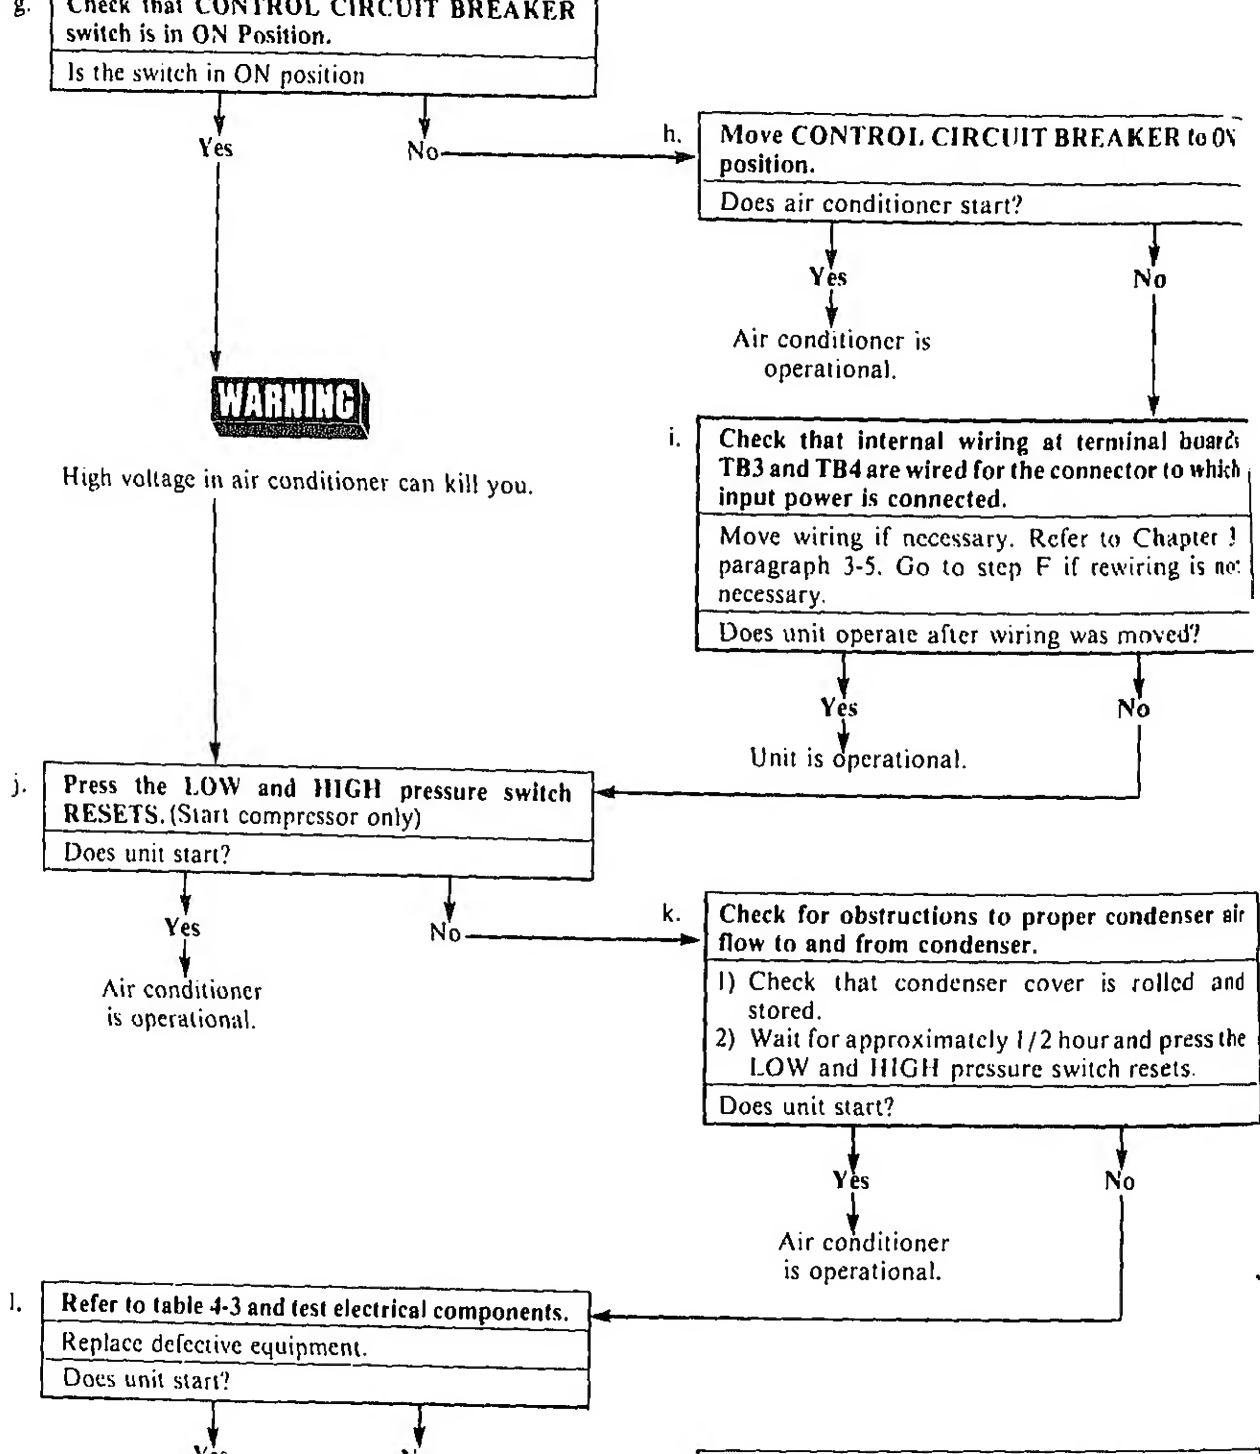 g. Check that CONTROL CIRCUIT BREAKER
switch is in ON Position.
Is the switch in ON position
Yes
No
h. Move CONTROL CIRCUIT BREAKER to ON
position.
Does air conditioner start?
Yes
No
Air conditioner is
operational.
WARNING
High voltage in air conditioner can kill you.
i. Check that internal wiring at terminal boards
TB3 and TB4 are wired for the connector to which
input power is connected.
Move wiring if necessary. Refer to Chapter
paragraph 3-5. Go to step F if rewiring is not
necessary.
Does unit operate after wiring was moved?
Yes
No
Unit is operational.
j. Press the LOW and HIGH pressure switch
RESETS. (Start compressor only)
Does unit start?
Yes
No
Air conditioner
is operational.
k. Check for obstructions to proper condenser air
flow to and from condenser.
1) Check that condenser cover is rolled and
stored.
2) Wait for approximately 1/2 hour and press the
LOW and HIGH pressure switch resets.
Does unit start?
Yes
No
Air conditioner
is operational.
l. Refer to table 4-3 and test electrical components.
Replace defective equipment.
Does unit start?
Yes